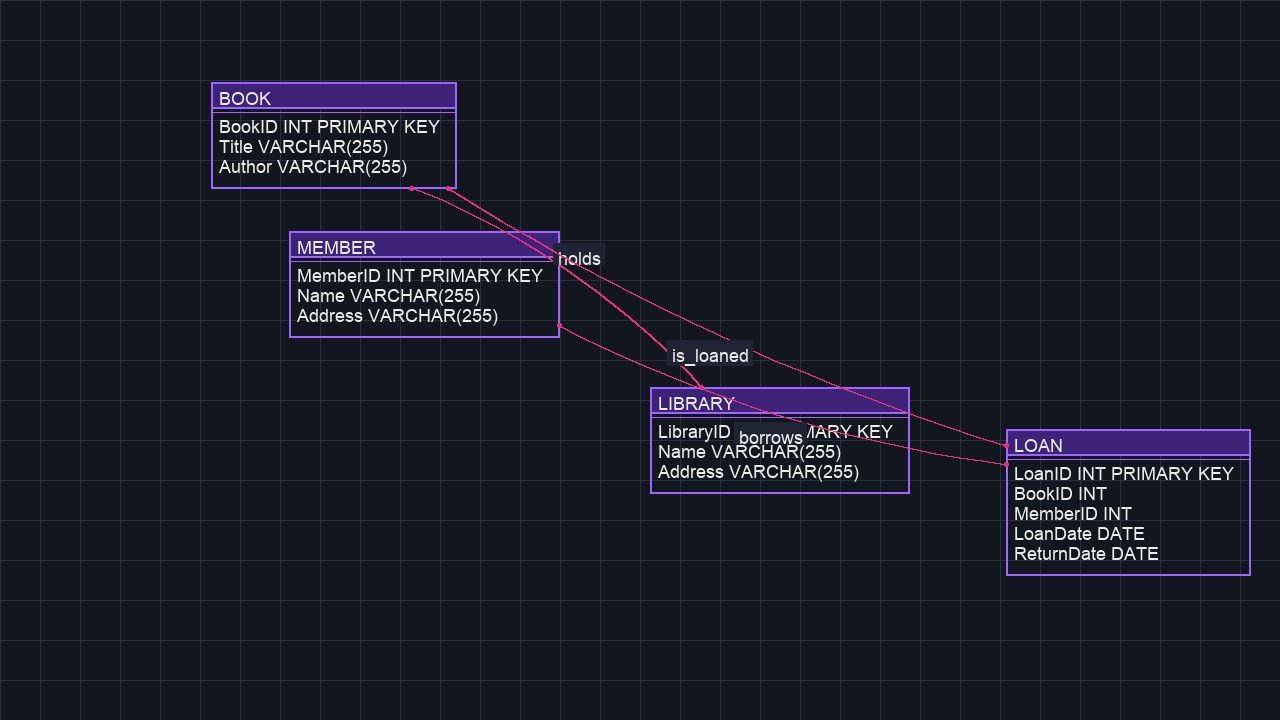 BOOK
BookID INT PRIMARY KEY
Title VARCHAR(255)
Author VARCHAR(255)
MEMBER
MemberID INT PRIMARY KEY
Name VARCHAR(255)
Address VARCHAR(255)
holds
is_loaned
LIBRARY
LibraryID KEY
borrows
Name VARCHAR(255)
Address VARCHAR(255)
LOAN
LoanID INT PRIMARY KEY
BookID INT
MemberID INT
LoanDate DATE
ReturnDate DATE